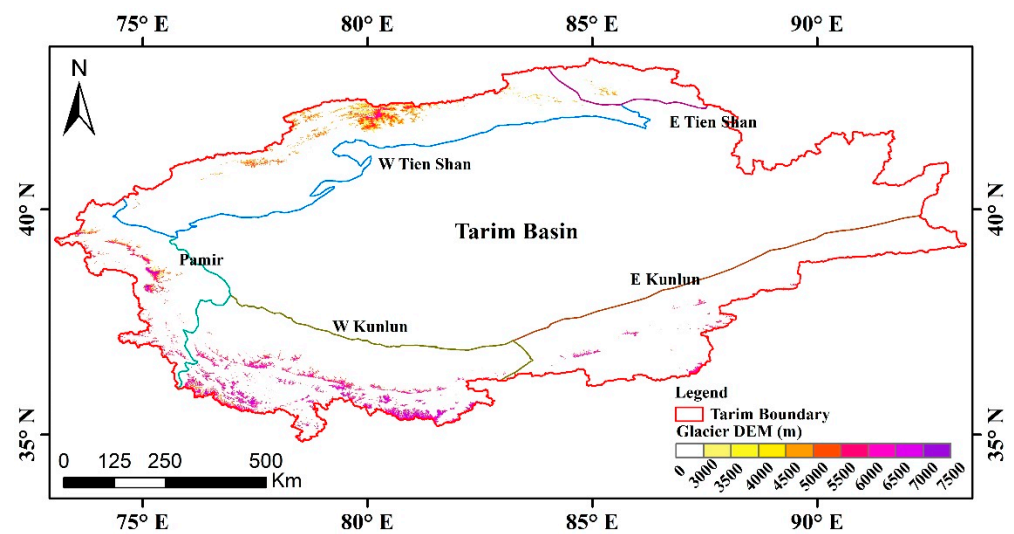 75° E 80° E 85° E 90° E
N
E Tien Shan
W Tien Shan
40° N 40° N
Tarim Basin
Pamir
E Kunlun
W Kunlun
Legend
Tarim Boundary
Glacier DEM (m)
35° N 35° N
0 3000 3500 4000 4500 5000 5500 6000 6500 7000 7500
0 125 250 500
Km
75° E 80° E 85° E 90° E